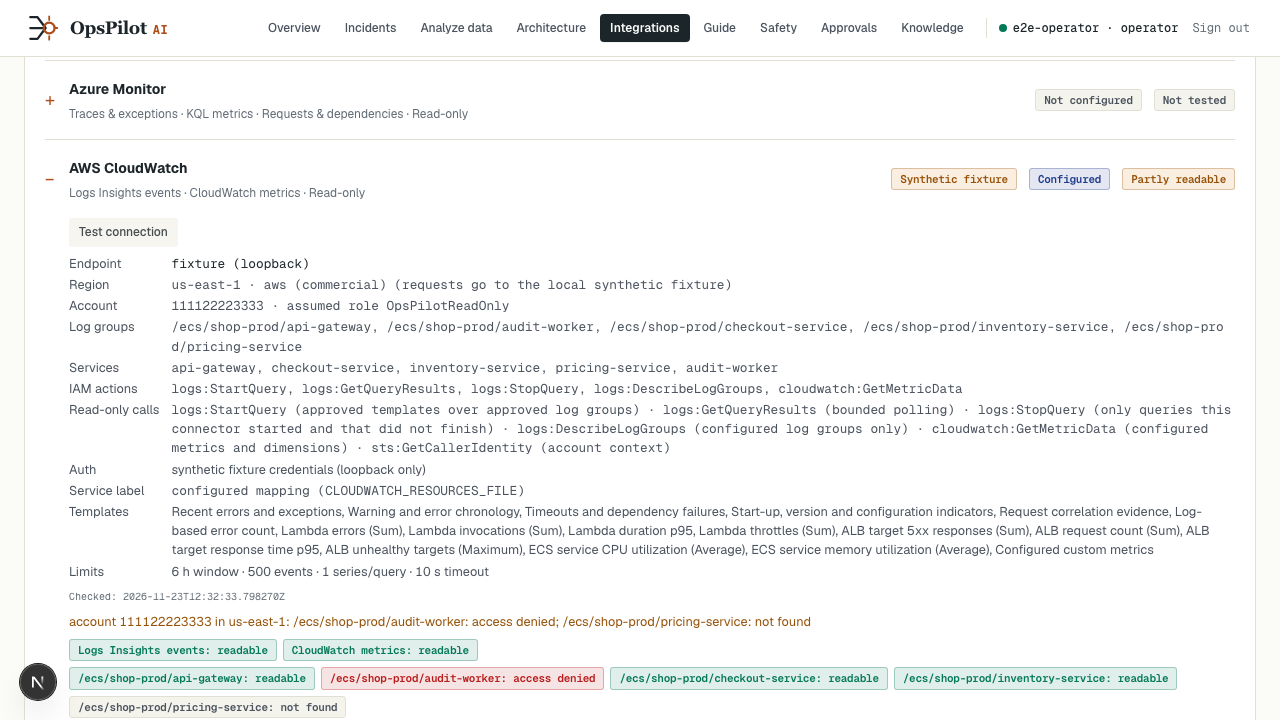 OpsPilot AI
Overview
Incidents
Analyze data
Architecture
Integrations
Guide
Safety
Approvals
Knowledge
e2e-operator · operator
Sign out
+
Azure Monitor
Traces & exceptions · KQL metrics · Requests & dependencies · Read-only
Not configured
Not tested
−
AWS CloudWatch
Logs Insights events · CloudWatch metrics · Read-only
Synthetic fixture
Configured
Partly readable
Test connection
Endpoint fixture (loopback)
Region us-east-1 · aws (commercial) (requests go to the local synthetic fixture)
Account 111122223333 · assumed role OpsPilotReadOnly
Log groups /ecs/shop-prod/api-gateway, /ecs/shop-prod/audit-worker, /ecs/shop-prod/checkout-service, /ecs/shop-prod/inventory-service, /ecs/shop-pro
d/pricing-service
Services api-gateway, checkout-service, inventory-service, pricing-service, audit-worker
IAM actions logs:StartQuery, logs:GetQueryResults, logs:StopQuery, logs:DescribeLogGroups, cloudwatch:GetMetricData
Read-only calls logs:StartQuery (approved templates over approved log groups) · logs:GetQueryResults (bounded polling) · logs:StopQuery (only queries this
connector started and that did not finish) · logs:DescribeLogGroups (configured log groups only) · cloudwatch:GetMetricData (configured
metrics and dimensions) · sts:GetCallerIdentity (account context)
Auth synthetic fixture credentials (loopback only)
Service label configured mapping (CLOUDWATCH_RESOURCES_FILE)
Templates Recent errors and exceptions, Warning and error chronology, Timeouts and dependency failures, Start-up, version and configuration indicators, Request correlation evidence, Log-
based error count, Lambda errors (Sum), Lambda invocations (Sum), Lambda duration p95, Lambda throttles (Sum), ALB target 5xx responses (Sum), ALB request count (Sum), ALB
target response time p95, ALB unhealthy targets (Maximum), ECS service CPU utilization (Average), ECS service memory utilization (Average), Configured custom metrics
Limits 6 h window · 500 events · 1 series/query · 10 s timeout
Checked: 2026-11-23T12:32:33.798270Z
account 111122223333 in us-east-1: /ecs/shop-prod/audit-worker: access denied; /ecs/shop-prod/pricing-service: not found
Logs Insights events: readable
CloudWatch metrics: readable
/ecs/shop-prod/api-gateway: readable
/ecs/shop-prod/audit-worker: access denied
/ecs/shop-prod/checkout-service: readable
/ecs/shop-prod/inventory-service: readable
/ecs/shop-prod/pricing-service: not found
N